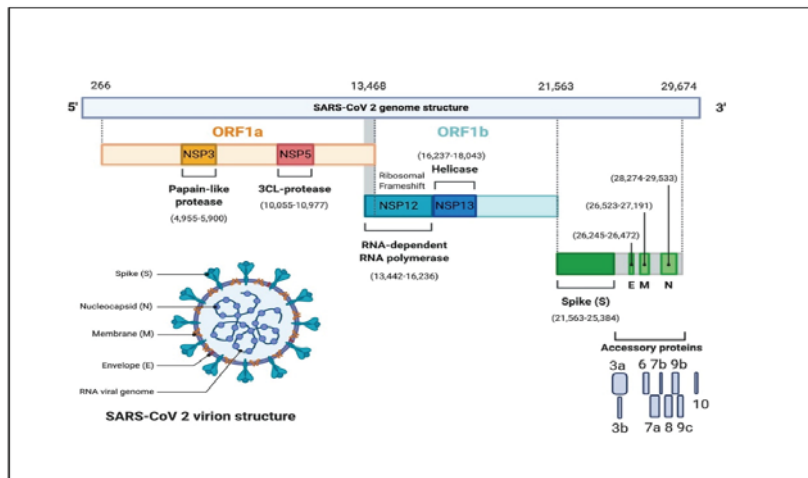 266
13,468
21,563
29,674
5'
SARS-CoV 2 genome structure
3'
ORF1a
ORF1b
NSP3
NSP5
Papain-like
protease
(4,955-5,900)
3CL-protease
(10,055-10,977)
(16,237-18,043)
Helicase
Ribosomal
Frameshift
NSP12
NSP13
RNA-dependent
RNA polymerase
(13,442-16,236)
(28,274-29,533)
(26,523-27,191)
(26,245-26,472)
E M N
Spike (S)
(21,563-25,384)
Accessory proteins
3a
6 7b 9b
10
3b
7a 8 9c
Spike (S)
Nucleocapsid (N)
Membrane (M)
Envelope (E)
RNA viral genome
SARS-CoV 2 virion structure